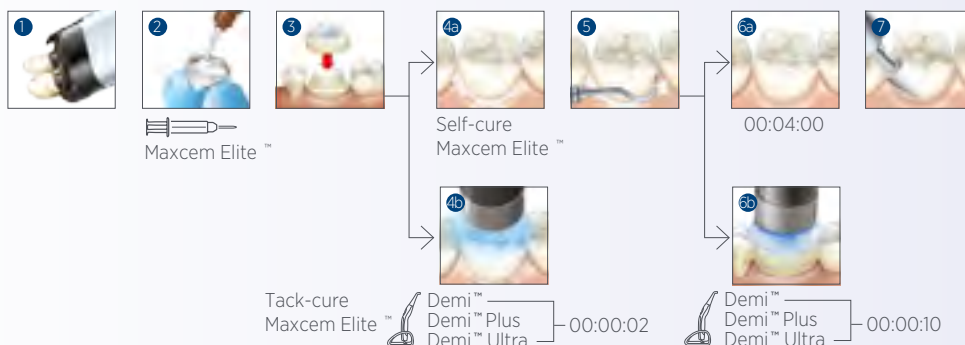 1
2
3
4a
5
6a
7
Maxcem Elite ™
Self-cure
Maxcem Elite ™
00:04:00
4b
6b
Tack-cure
Maxcem Elite ™
Demi™
Demi™ Plus
Demi™ Ultra
00:00:02
Demi™
Demi™ Plus
Demi™ Ultra
00:00:10